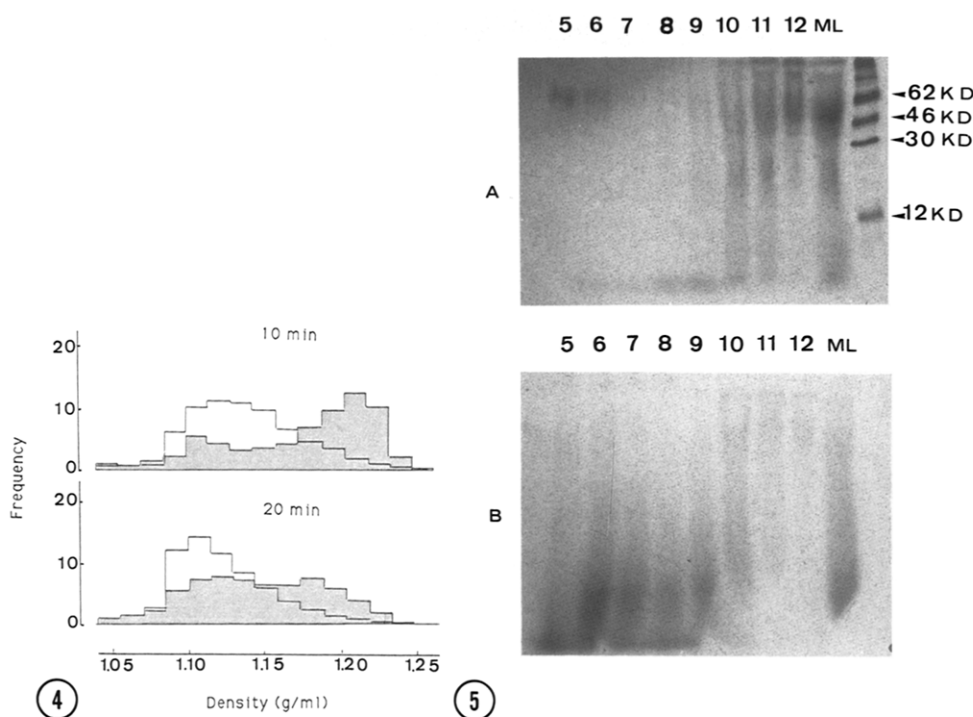 5 6 7 8 9 10 11 12 ML
62 KD
46 KD
30 KD
A
12 KD
10 min
20
10
0
Frequency
20 min
20
10
0
1.05 1.10 1.15 1.20 1.25
Density (g/ml)
4
5 6 7 8 9 10 11 12 ML
B
5